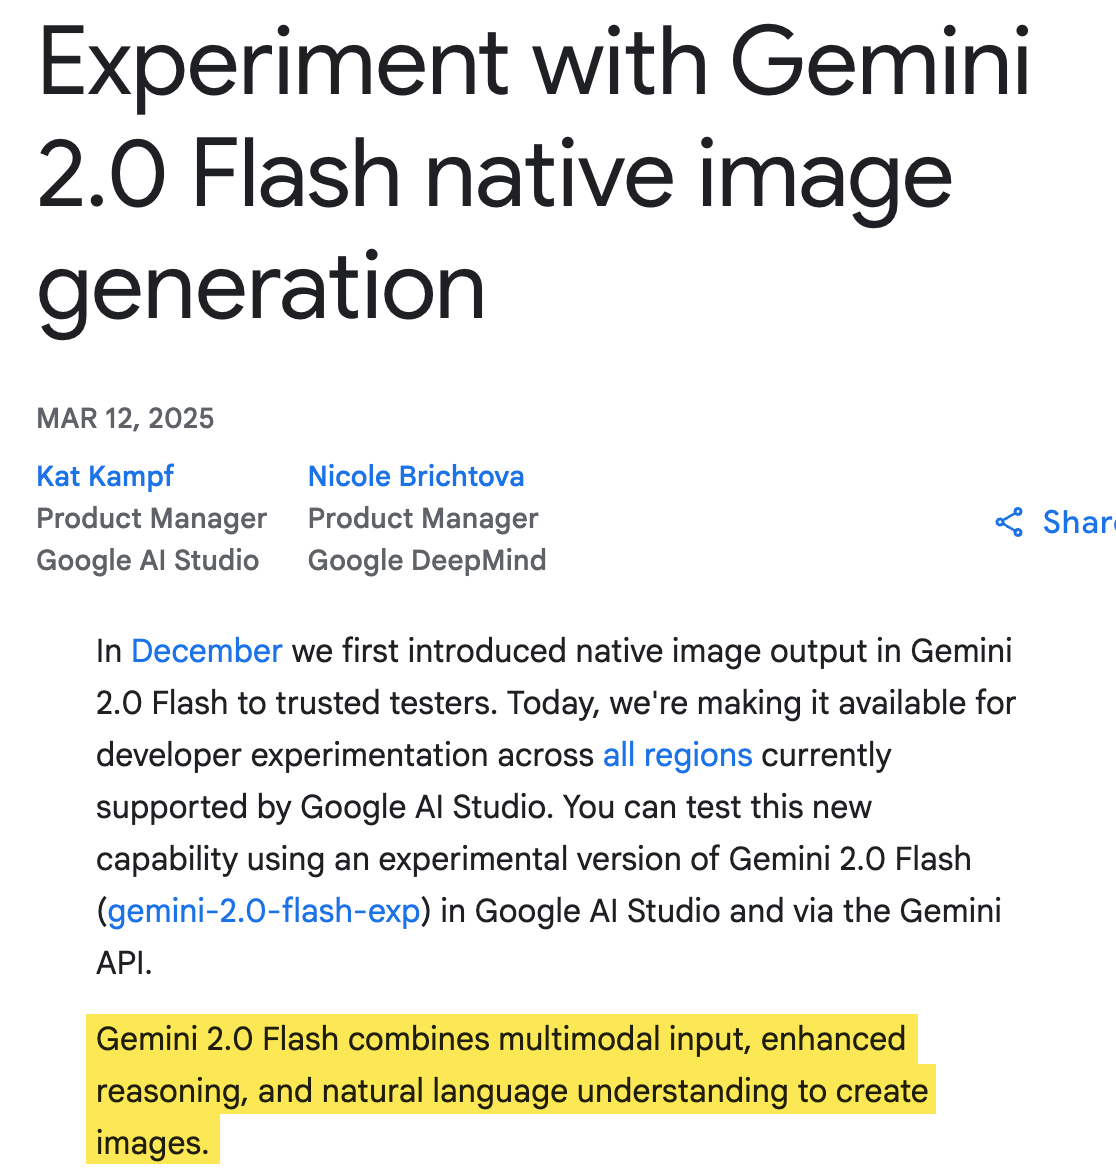 Experiment with Gemini
2.0 Flash native image
generation
MAR 12, 2025
Kat Kampf
Product Manager
Google AI Studio
Nicole Brichtova
Product Manager
Google DeepMind
Shar
In December we first introduced native image output in Gemini
2.0 Flash to trusted testers. Today, we're making it available for
developer experimentation across all regions currently
supported by Google AI Studio. You can test this new
capability using an experimental version of Gemini 2.0 Flash
(gemini-2.0-flash-exp) in Google AI Studio and via the Gemini
API.
Gemini 2.0 Flash combines multimodal input, enhanced
reasoning, and natural language understanding to create
images.